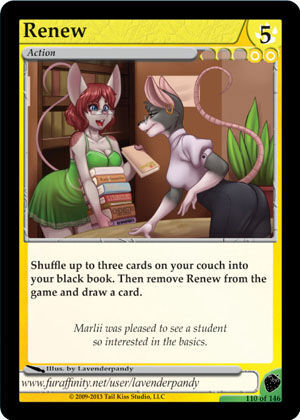 Renew
5
Action
Shuffle up to three cards on your couch into
your black book. Then remove Renew from the
game and draw a card.
Marlii was pleased to see a student
so interested in the basics.
Illus. by Lavenderpandy
www.furaffinity.net/user/lavenderpandy
© 2009-2013 Tail Kiss Studio, LLC
110 of 146